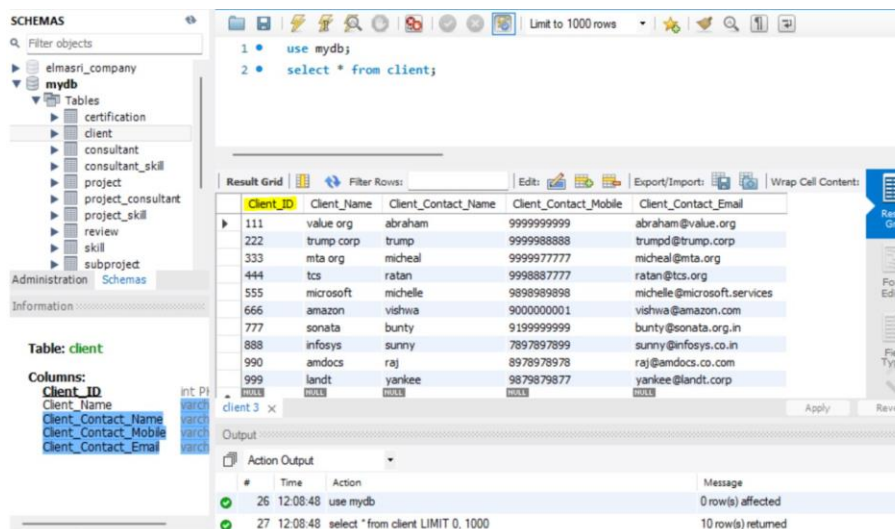 SCHEMAS
Filter objects
elmasri_company
mydb
Tables
certification
client
consultant
consultant_skill
project
project_consultant
project_skill
review
skill
subproject
Administration Schemas
Information
Table: client
Columns:
Client_ID int
Client_Name varch
Client_Contact_Name varch
Client_Contact_Mobile varch
Client_Contact_Email varch
Limit to 1000 rows
1 use mydb;
2 select * from client;
Result Grid Filter Rows: Edit: Export/Import: Wrap Cell Content:
Client_ID Client_Name Client_Contact_Name Client_Contact_Mobile Client_Contact_Email
111 value org abraham 9999999999 abraham@value.org
222 trump corp trump 9999988888 trumpd@trump.corp
333 mta org micheal 9999977777 micheal@mta.org
444 tcs ratan 9998887777 ratan@tcs.org
555 microsoft michelle 9898989898 michelle@microsoft.services
666 amazon vishwa 9000000001 vishwa@amazon.com
777 sonata bunty 9199999999 bunty@sonata.org.in
888 infosys sunny 7897897899 sunny@infosys.co.in
990 amdocs raj 8978978978 raj@amdocs.co.com
999 landt yankee 9879879877 yankee@landt.corp
NULL NULL NULL NULL NULL
client 3 Apply Reve
Output
Action Output
# Time Action Message
26 12:08:48 use mydb 0 row(s) affected
27 12:08:48 select * from client LIMIT 0, 1000 10 row(s) returned